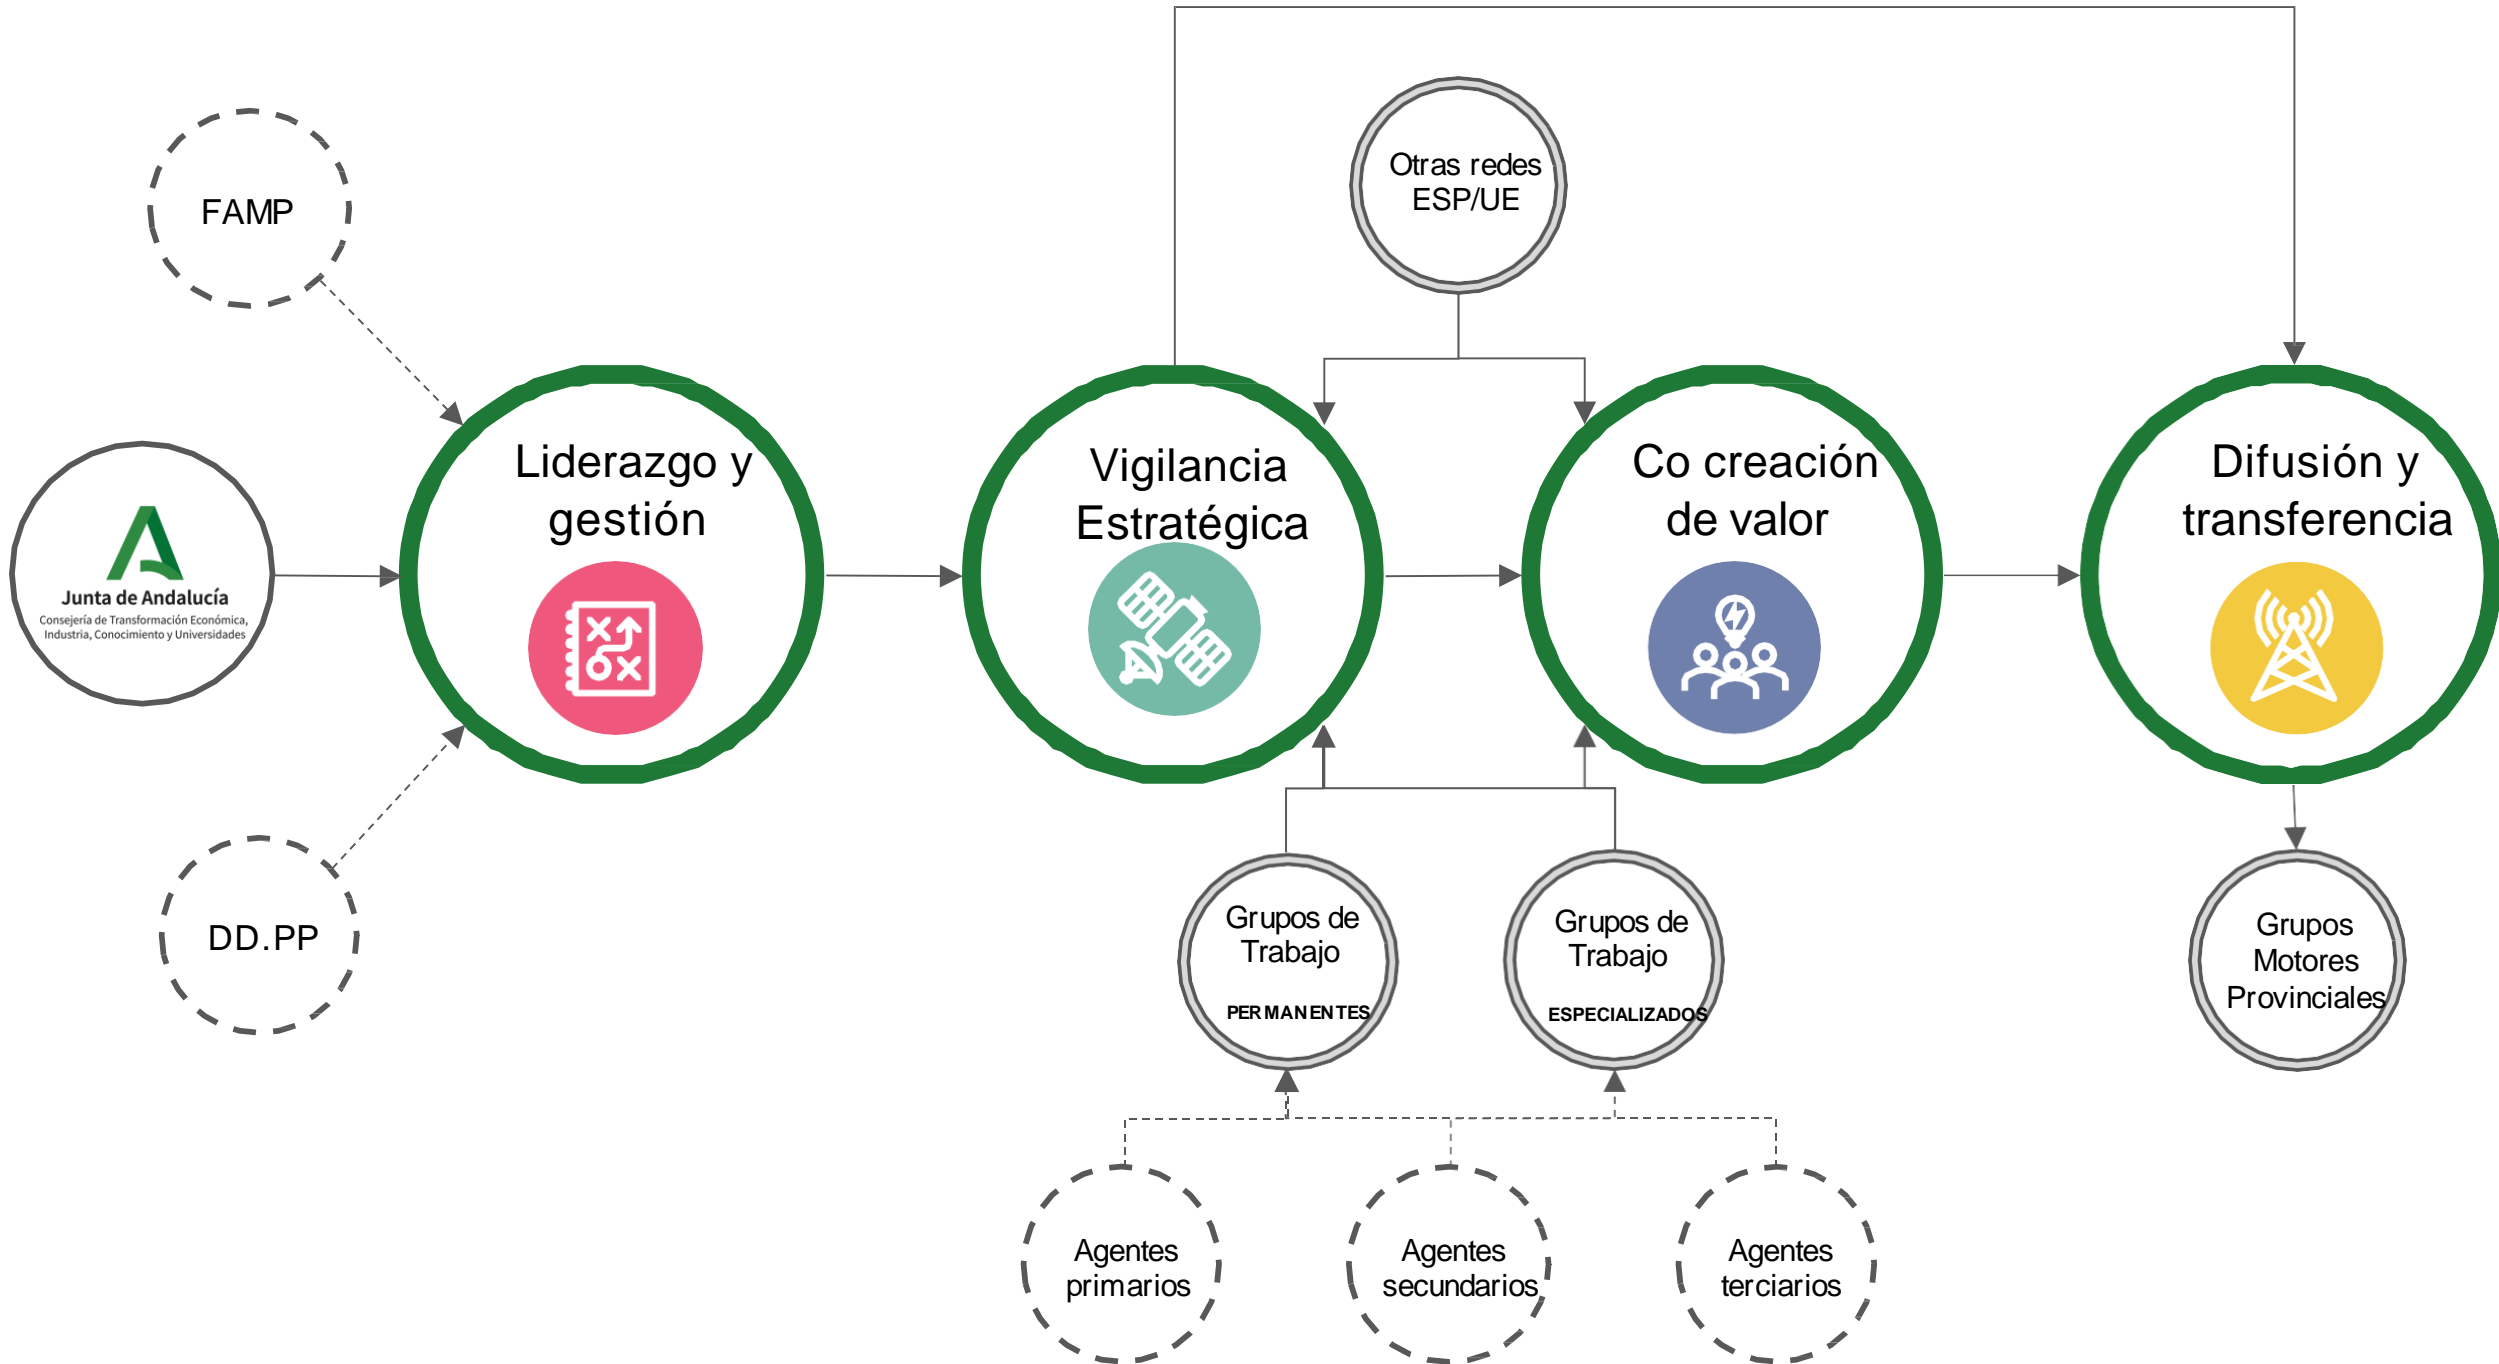 Otras redes
ESP/UE
FAMP
Liderazgo y
gestión
Vigilancia
Estratégica
Co creación
de valor
Difusión y
transferencia
Junta de Andalucía
Consejería de Transformación Económica,
Industria, Conocimiento y Universidades
DD.PP
Grupos de
Trabajo
PERMANENTES
Grupos de
Trabajo
ESPECIALIZADOS
Grupos
Motores
Provinciales
Agentes
primarios
Agentes
secundarios
Agentes
terciarios